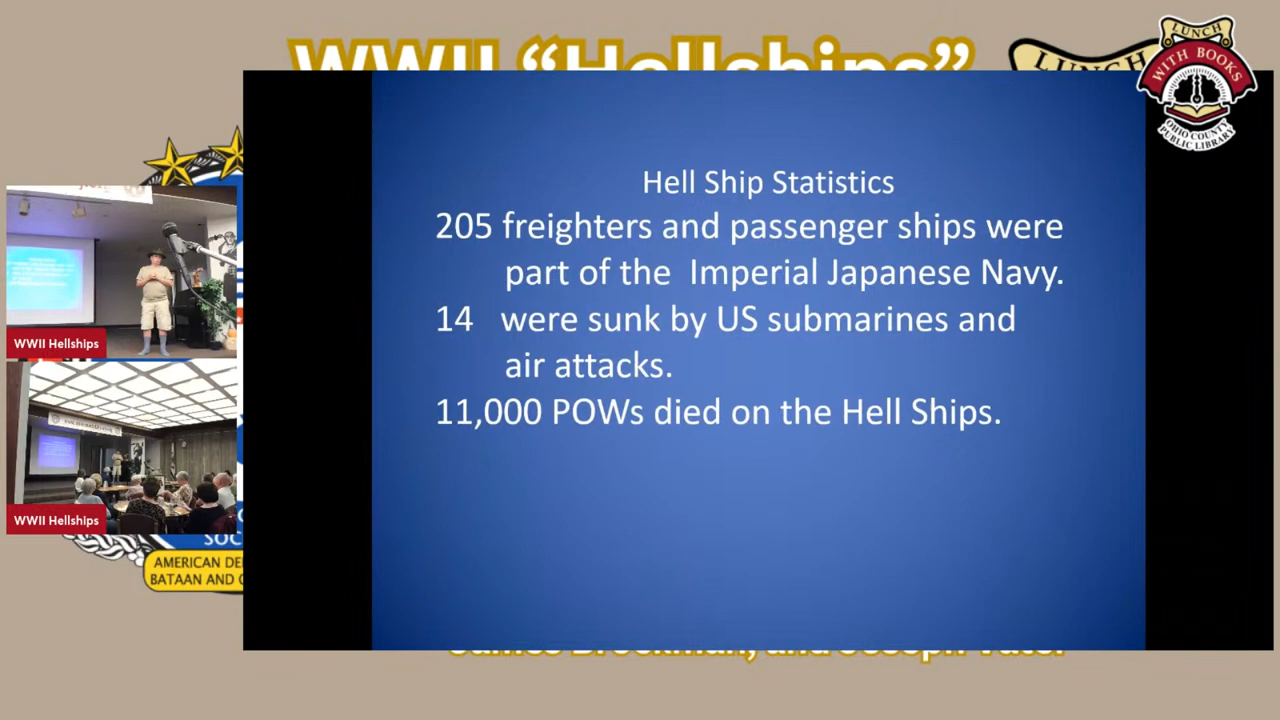 WWII “Hellships”
LUNCH
LUNCH
WITH BOOKS
OHIO COUNTY
PUBLIC LIBRARY
Hell Ship Statistics
205 freighters and passenger ships were
part of the Imperial Japanese Navy.
14 were sunk by US submarines and
air attacks.
11,000 POWs died on the Hell Ships.
WWII Hellships
WWII Hellships
SOC
AMERICAN DE
BATAAN AND